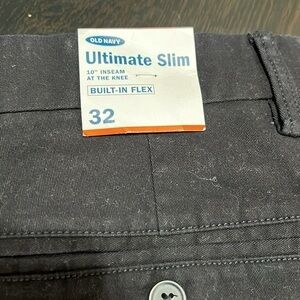 OLD NAVY
Ultimate Slim
10" INSEAM
AT THE KNEE
BUILT-IN FLEX
32